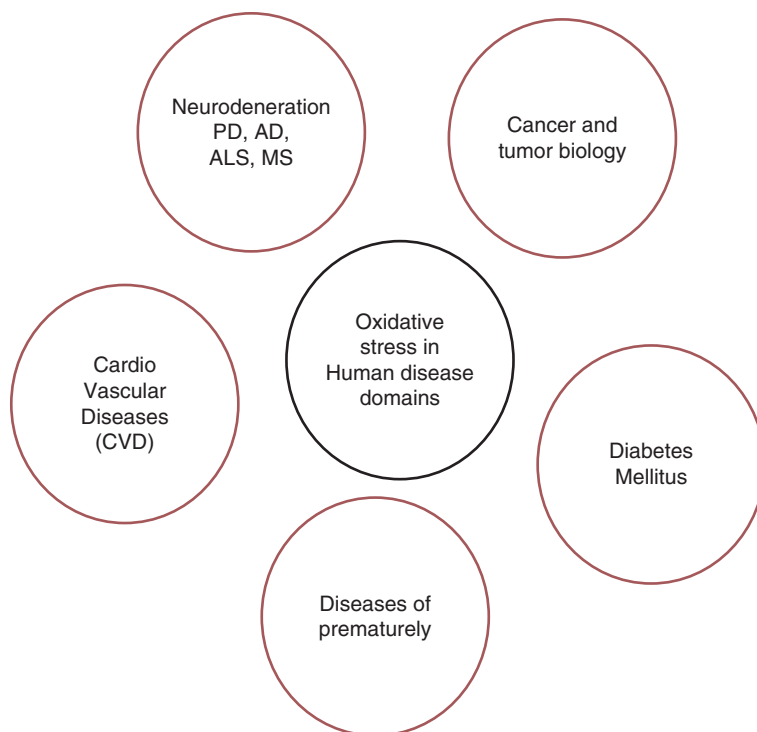 Neurodeneration
PD, AD,
ALS, MS
Cancer and
tumor biology
Oxidative
stress in
Human disease
domains
Cardio
Vascular
Diseases
(CVD)
Diabetes
Mellitus
Diseases of
prematurely